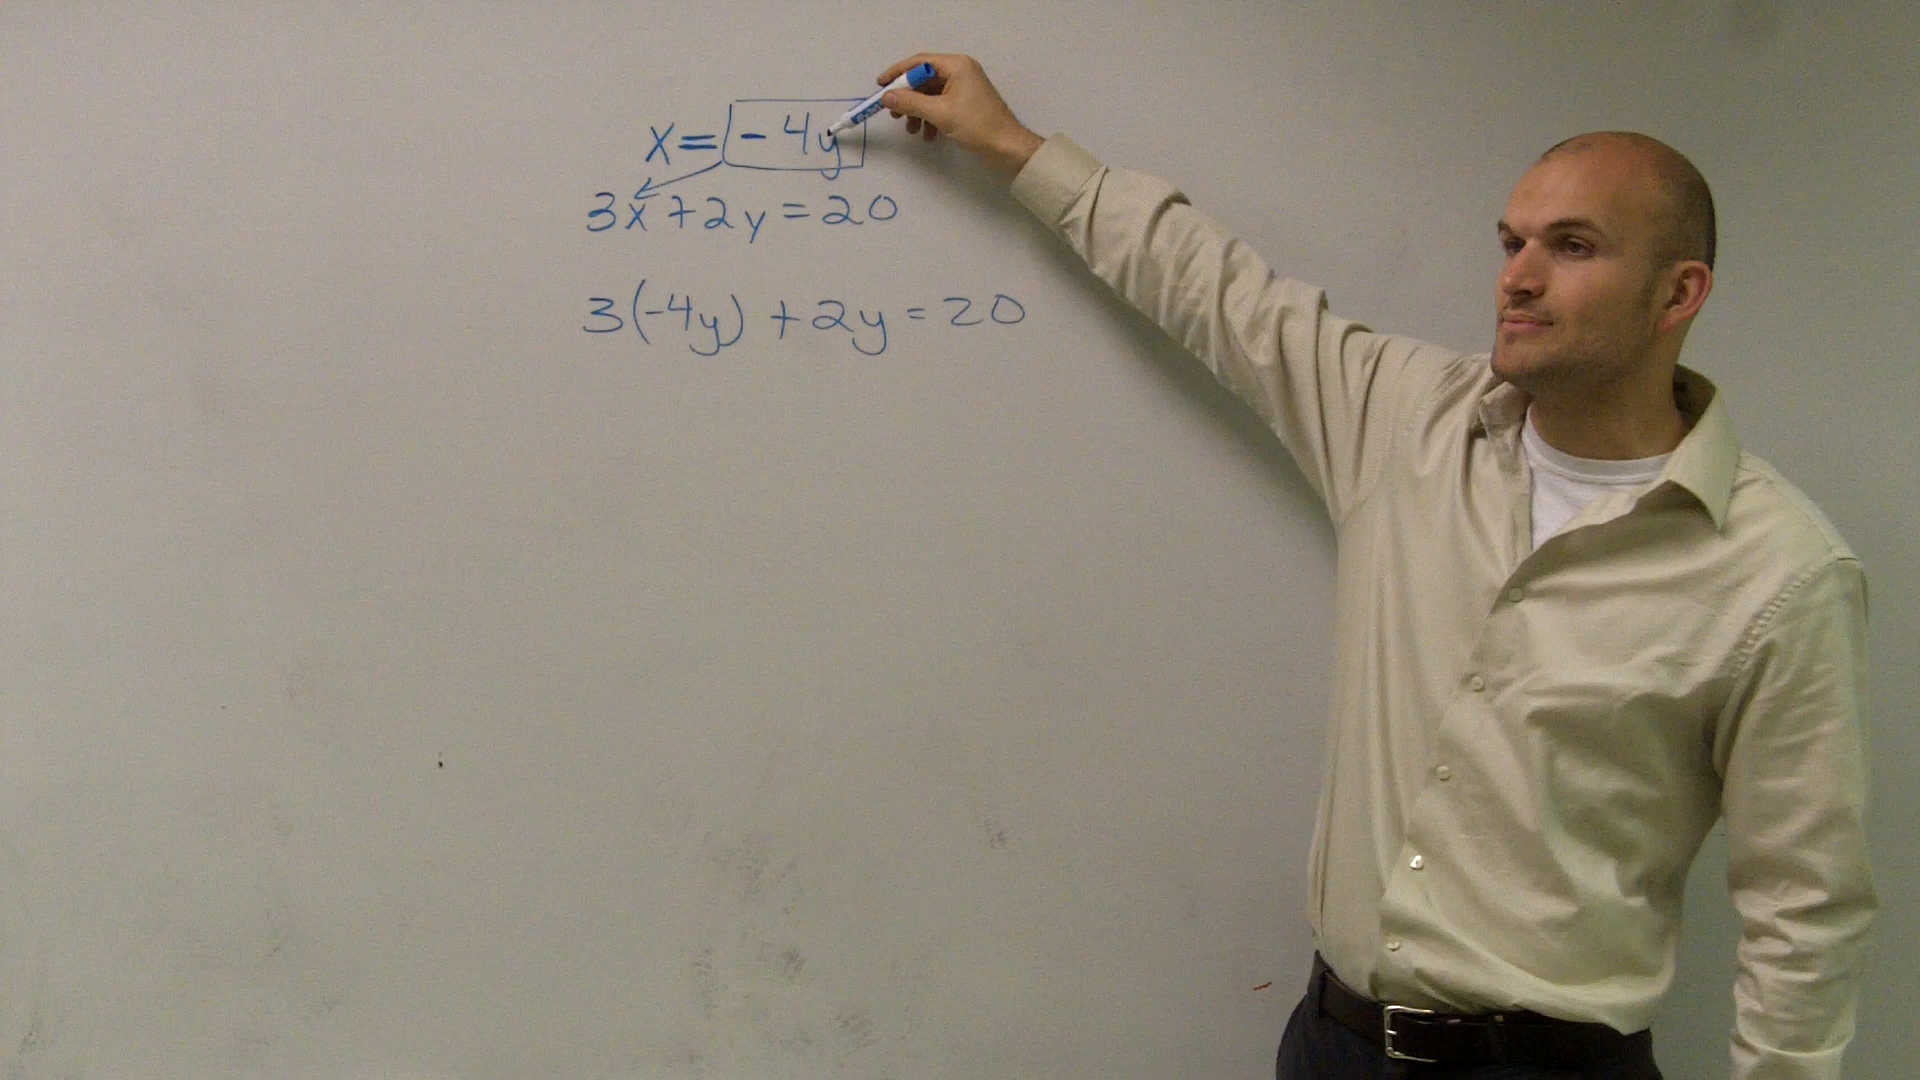 x = -4y
3x + 2y = 20
3(-4y) + 2y = 20